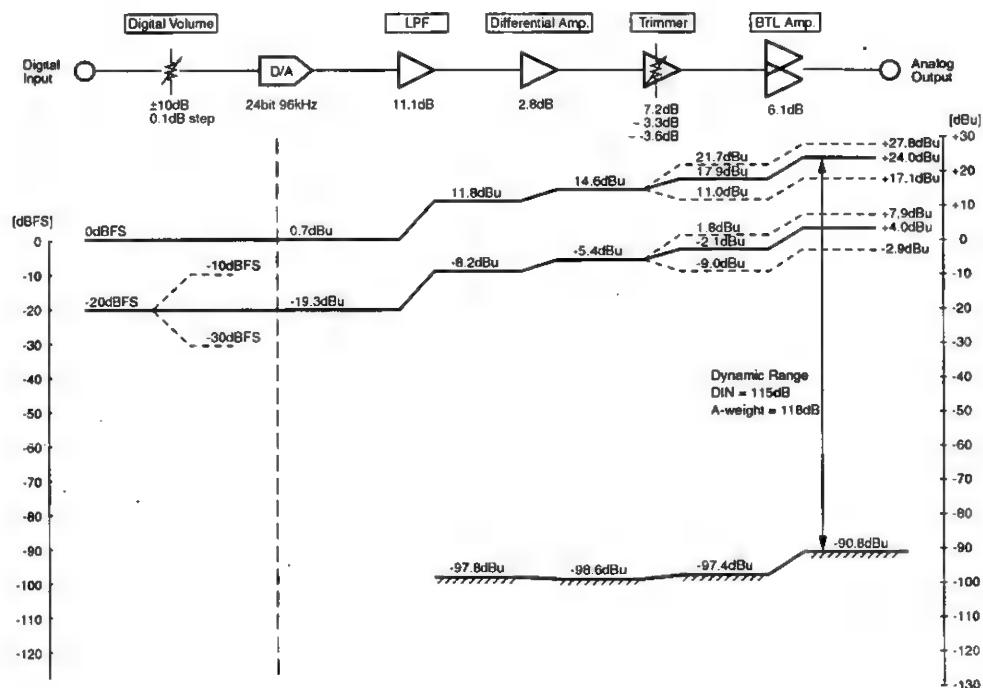 Digital Volume
LPF
Differential Amp.
Trimmer
BTL Amp.
Digital
Input
D/A
Analog
Output
±10dB
0.1dB step
24bit 96kHz
11.1dB
2.8dB
7.2dB
~ 3.3dB
~ -3.6dB
6.1dB
[dBu]
+30
+20
+10
0
-10
-20
-30
-40
-50
-60
-70
-80
-90
-100
-110
-120
-130
+27.8dBu
+24.0dBu
+17.1dBu
+7.9dBu
+4.0dBu
-2.9dBu
21.7dBu
17.9dBu
11.0dBu
14.6dBu
11.8dBu
0.7dBu
0dBFS
1.8dBu
-2.1dBu
-9.0dBu
-5.4dBu
-8.2dBu
-19.3dBu
-10dBFS
-20dBFS
-30dBFS
[dBFS]
0
-10
-20
-30
-40
-50
-60
-70
-80
-90
-100
-110
-120
Dynamic Range
DIN = 115dB
A-weight = 118dB
-97.8dBu
-98.6dBu
-97.4dBu
-90.8dBu